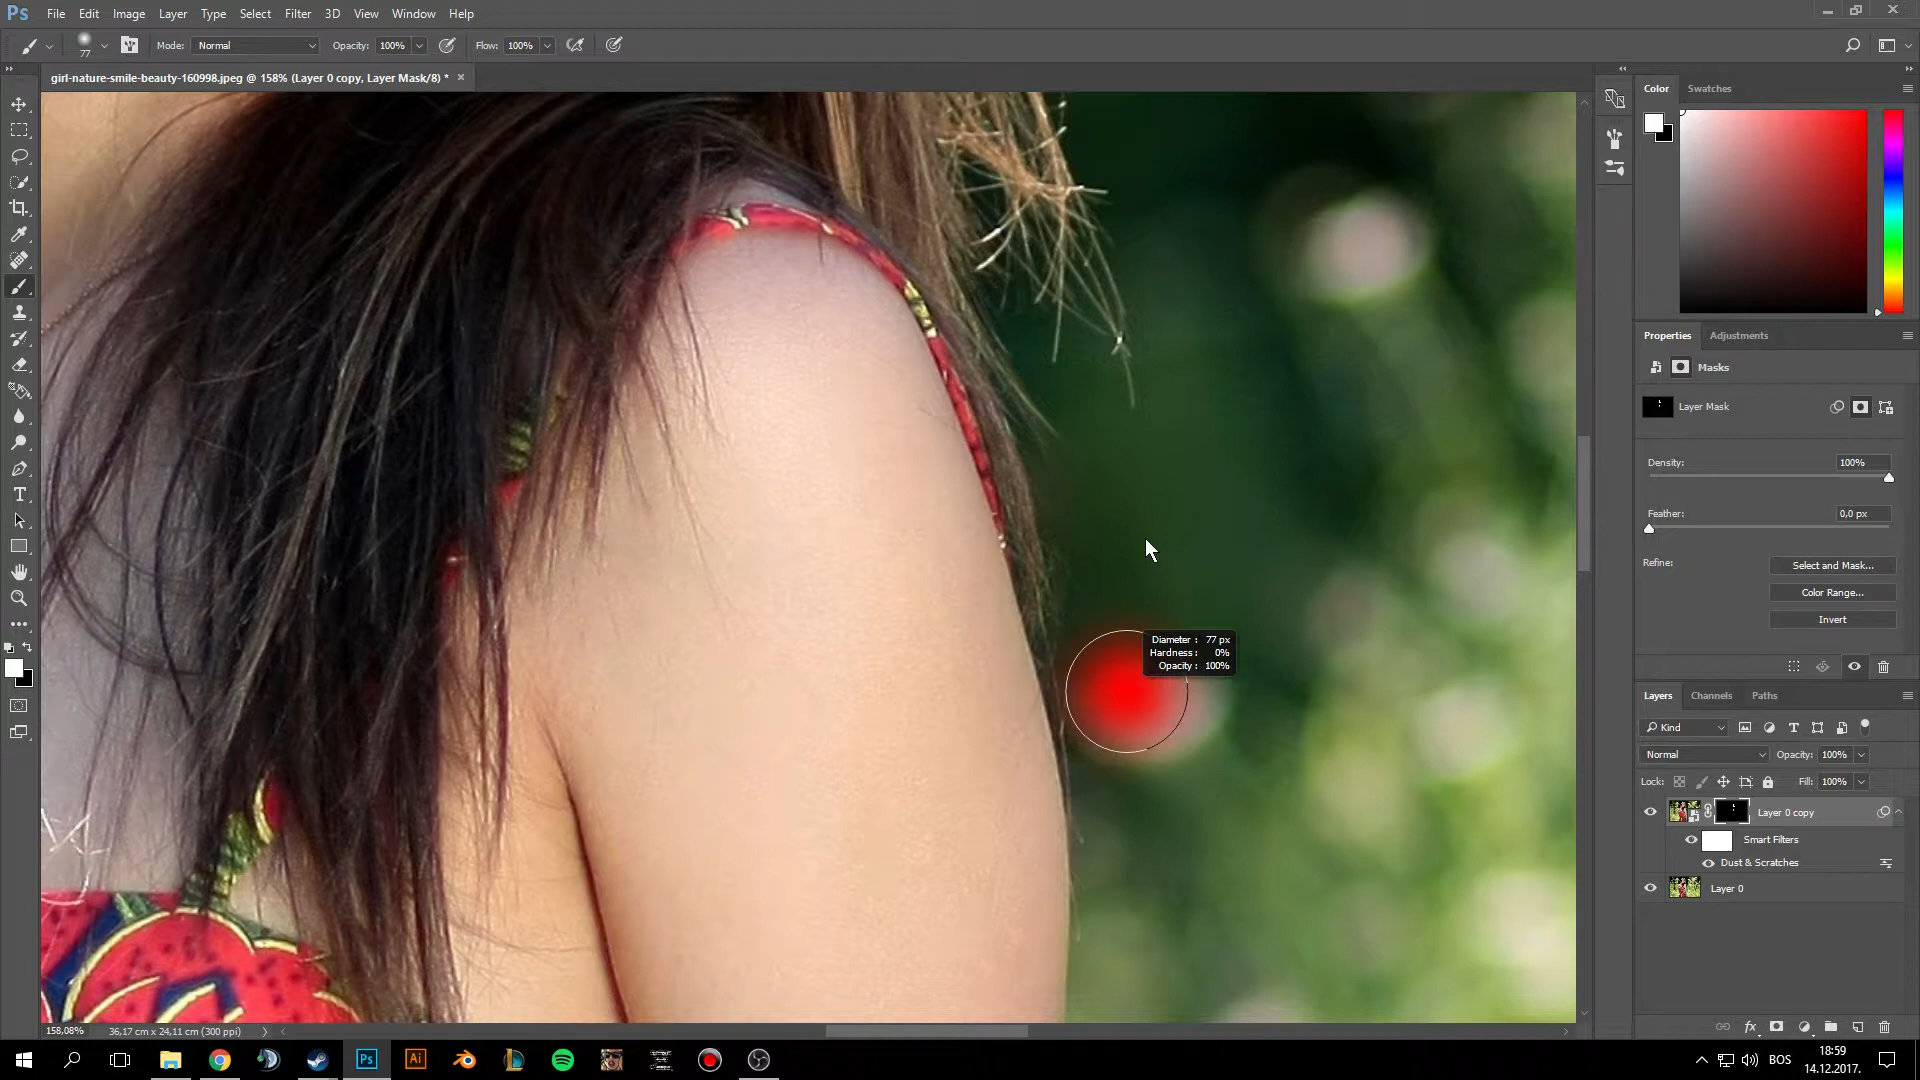 Ps File Edit Image Layer Type Select Filter 3D View Window Help
77 Mode: Normal Opacity: 100% Flow: 100%
girl-nature-smile-beauty-160998.jpeg @ 158% (Layer 0 copy, Layer Mask/8) * ×
Color Swatches
Properties Adjustments
Masks
Layer Mask
Density: 100%
Feather: 0,0 px
Refine: Select and Mask...
Color Range...
Invert
Diameter : 77 px
Hardness : 0%
Opacity : 100%
Layers Channels Paths
Kind
Normal Opacity: 100%
Lock: Fill: 100%
Layer 0 copy
Smart Filters
Dust & Scratches
Layer 0
158,08% 36,17 cm x 24,11 cm (300 ppi)
Ps Ai BOS
18:59
14.12.2017.